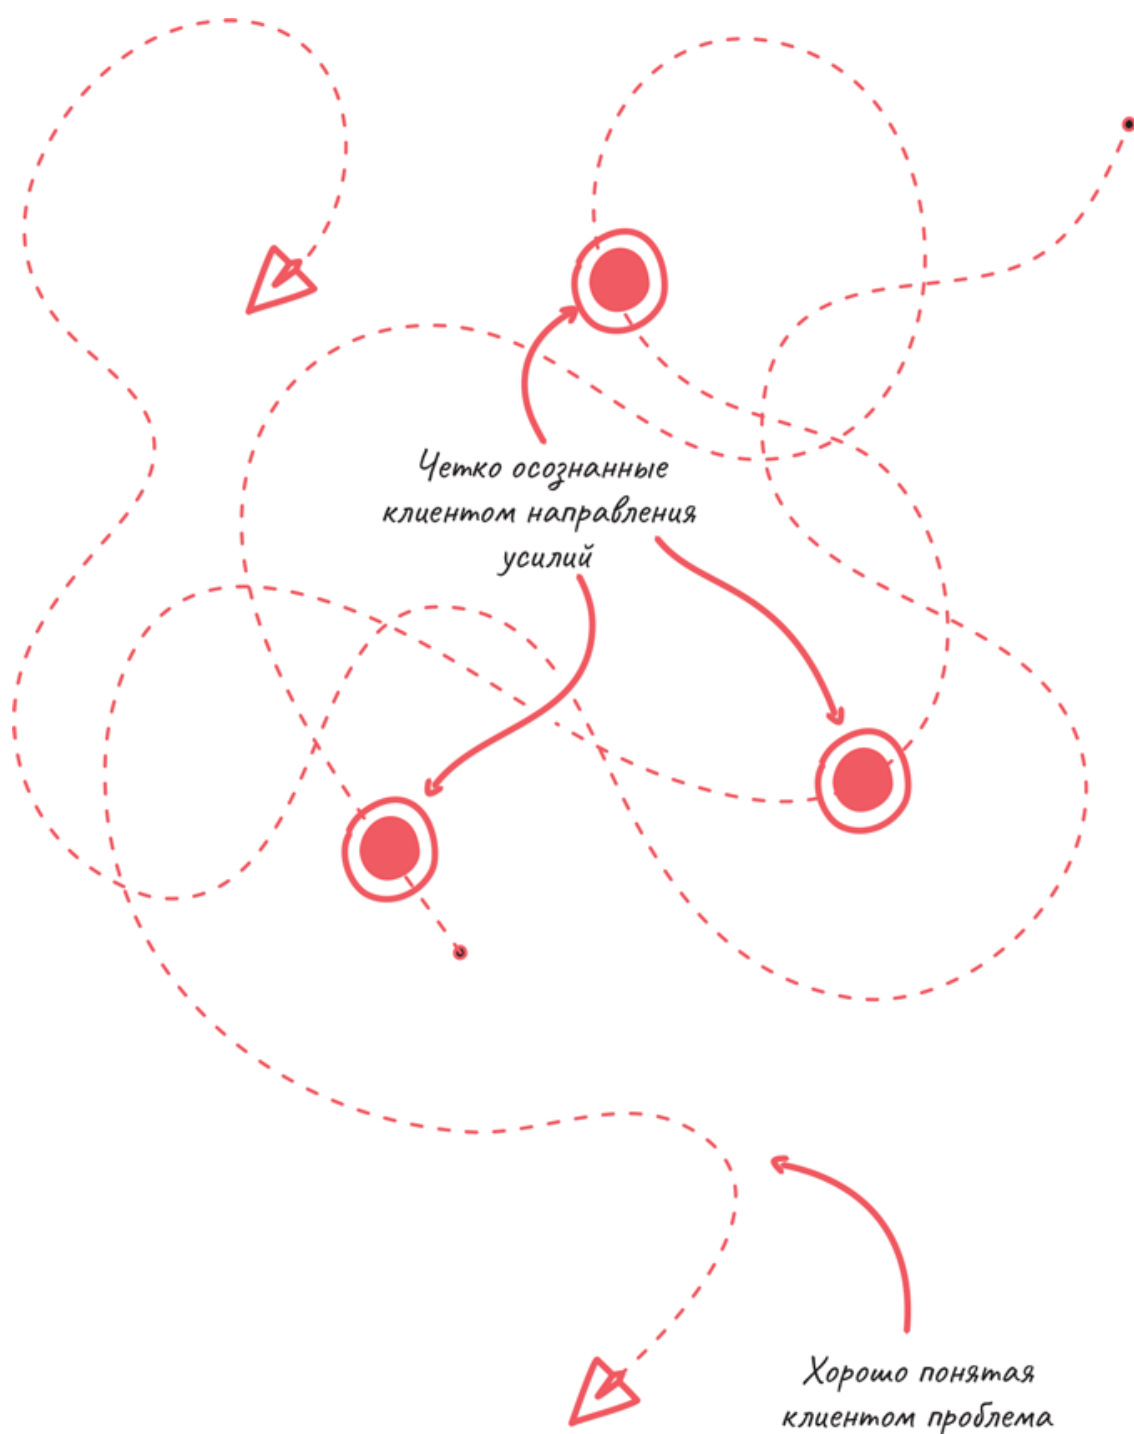 Четко осознанные
клиентом направления
усилий
Хорошо понятая
клиентом проблема